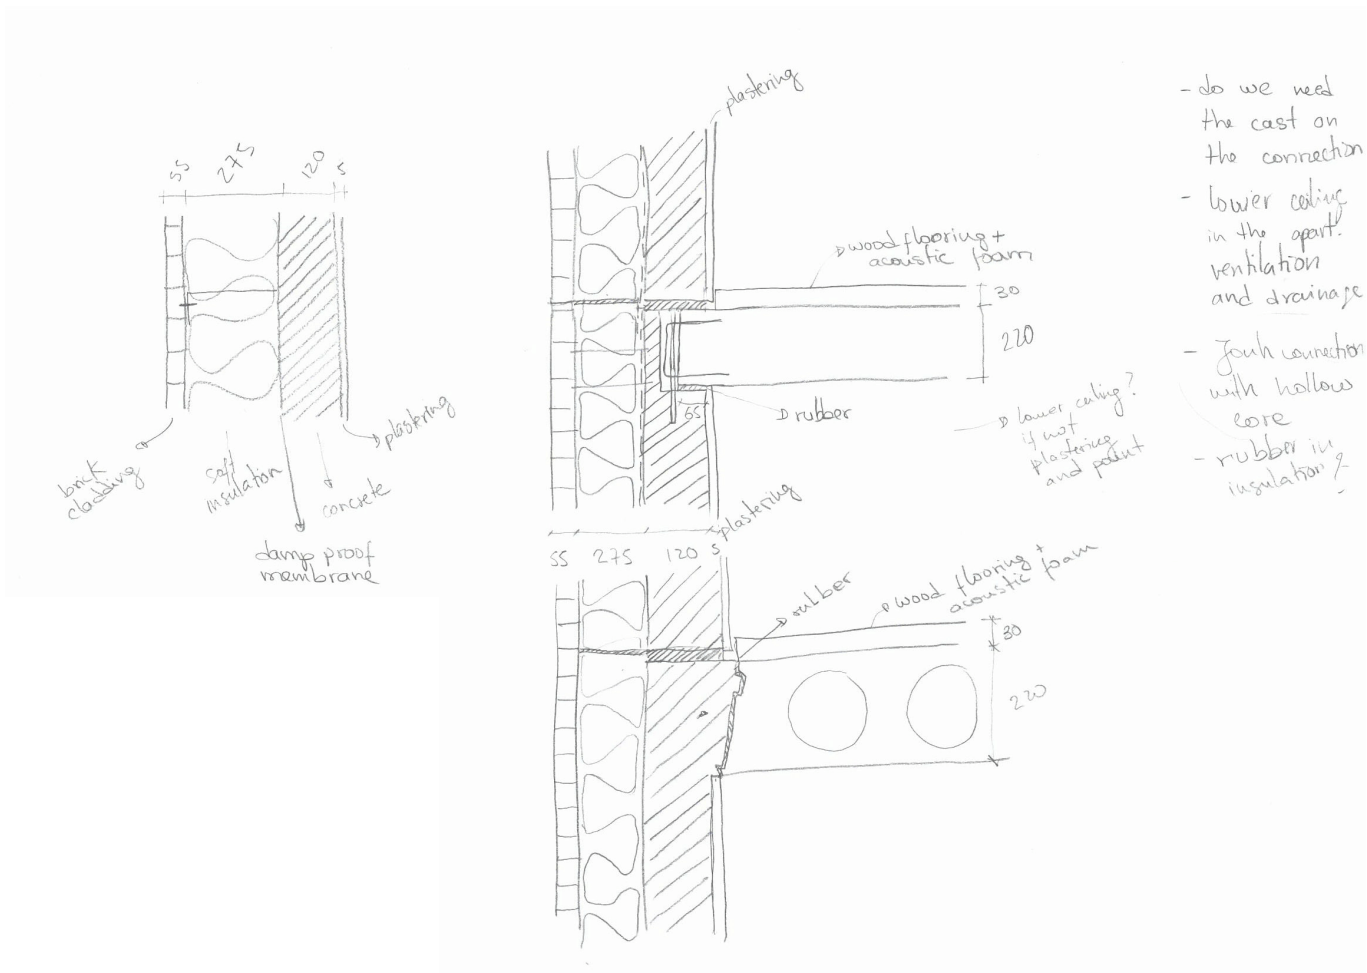 55 275 120 5
brick
cladding
soft
insulation
concrete
plastering
damp proof
membrane
plastering
wood flooring +
acoustic foam
30
220
65
rubber
lower ceiling?
if not
plastering
and paint
55 275 120 5
plastering
rubber
wood flooring +
acoustic foam
30
220
- do we need
the cast on
the connection
- lower ceiling
in the apart.
ventilation
and drainage
- connection
with hollow
core
- rubber in
insulation?